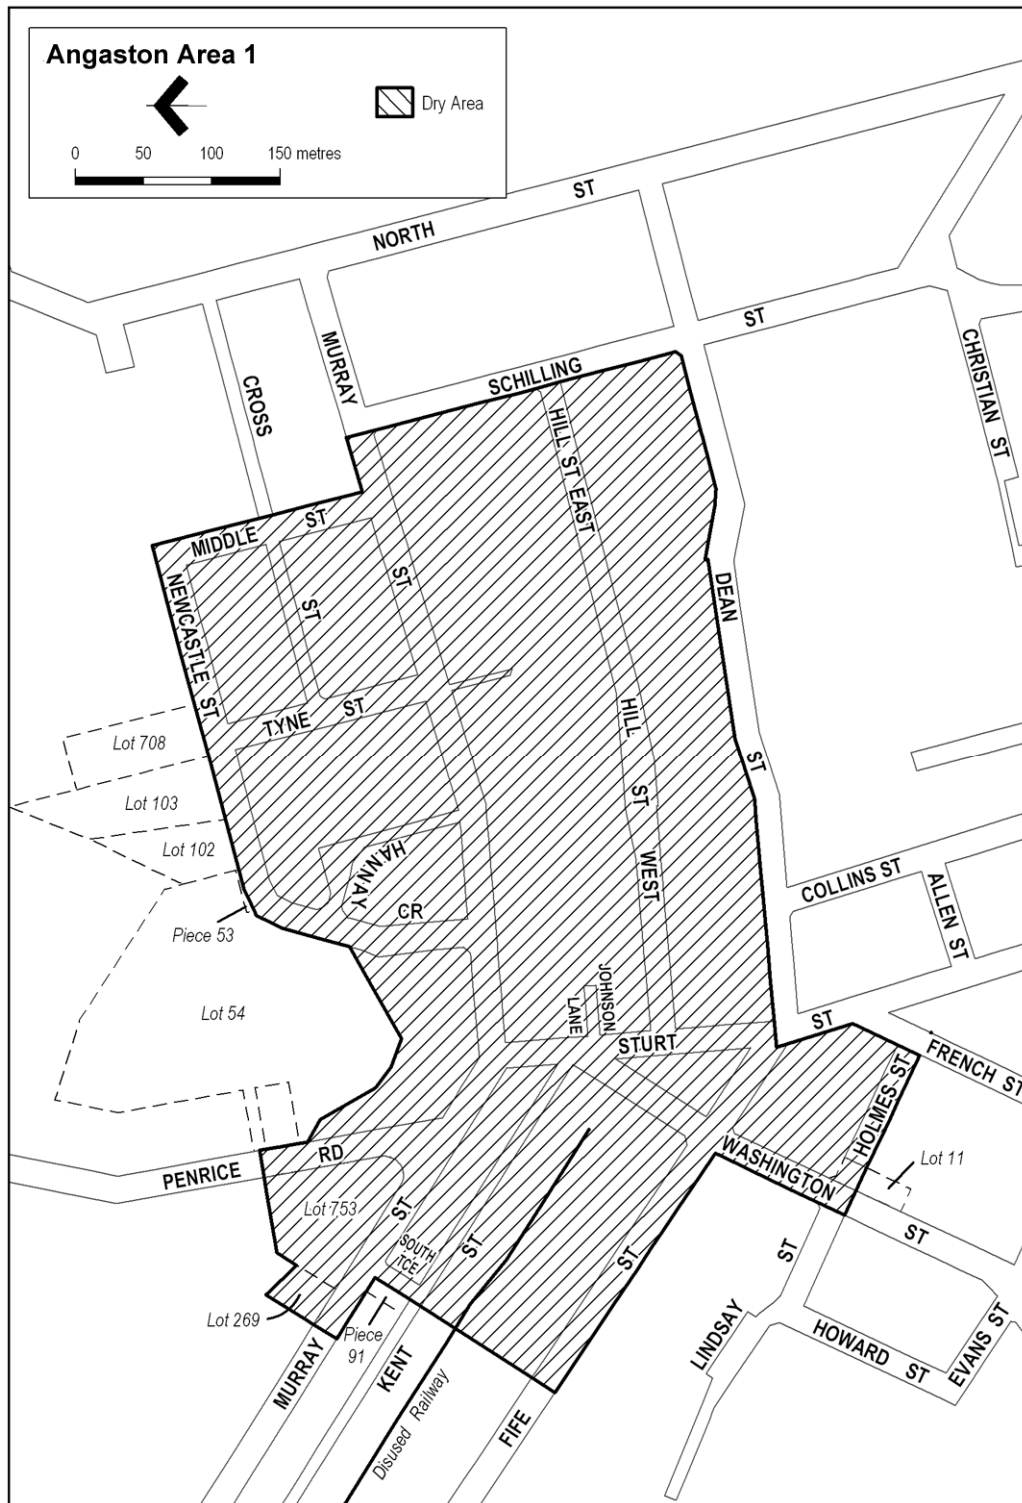 Angaston Area 1
Dry Area
0 50 100 150 metres
NORTH ST
MURRAY
CROSS
SCHILLING ST
CHRISTIAN ST
HILL ST EAST
MIDDLE ST
NEWCASTLE ST
ST
ST
DEAN
TYNE ST
Lot 708
Lot 103
Lot 102
HILL
ST
WEST
ST
HANNAY
CR
COLLINS ST
ALLEN ST
Piece 53
Lot 54
JOHNSON
LANE
STURT
ST
FRENCH ST
HOLMES ST
WASHINGTON
Lot 11
PENRICE RD
Lot 753
ST
SOUTH
TCE
ST
ST
ST
ST
Lot 269
Piece
91
MURRAY
KENT
Disused Railway
FIFE
LINDSAY
HOWARD ST
EVANS ST